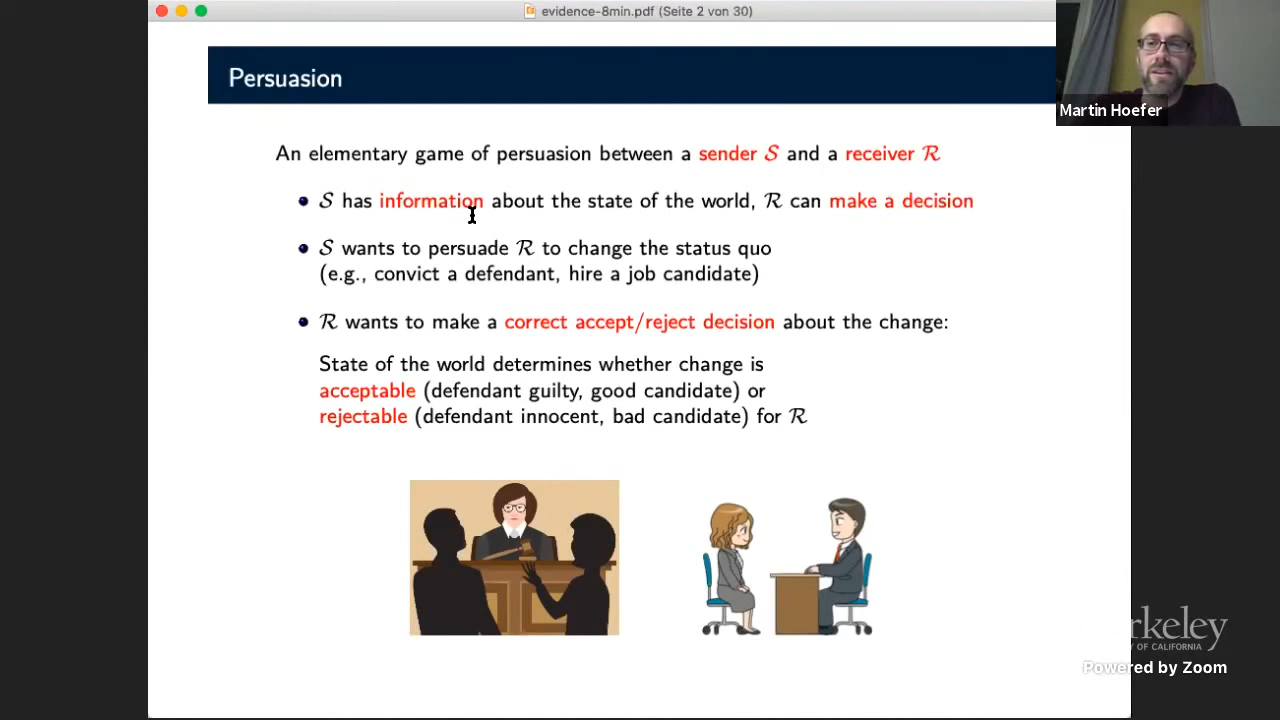 evidence-8min.pdf (Seite 2 von 30)
Persuasion
Martin Hoefer
An elementary game of persuasion between a sender 𝒮 and a receiver ℛ
• 𝒮 has information about the state of the world, ℛ can make a decision
• 𝒮 wants to persuade ℛ to change the status quo
(e.g., convict a defendant, hire a job candidate)
• ℛ wants to make a correct accept/reject decision about the change:
State of the world determines whether change is
acceptable (defendant guilty, good candidate) or
rejectable (defendant innocent, bad candidate) for ℛ
rkeley
Y OF CALIFORNIA
Powered by Zoom